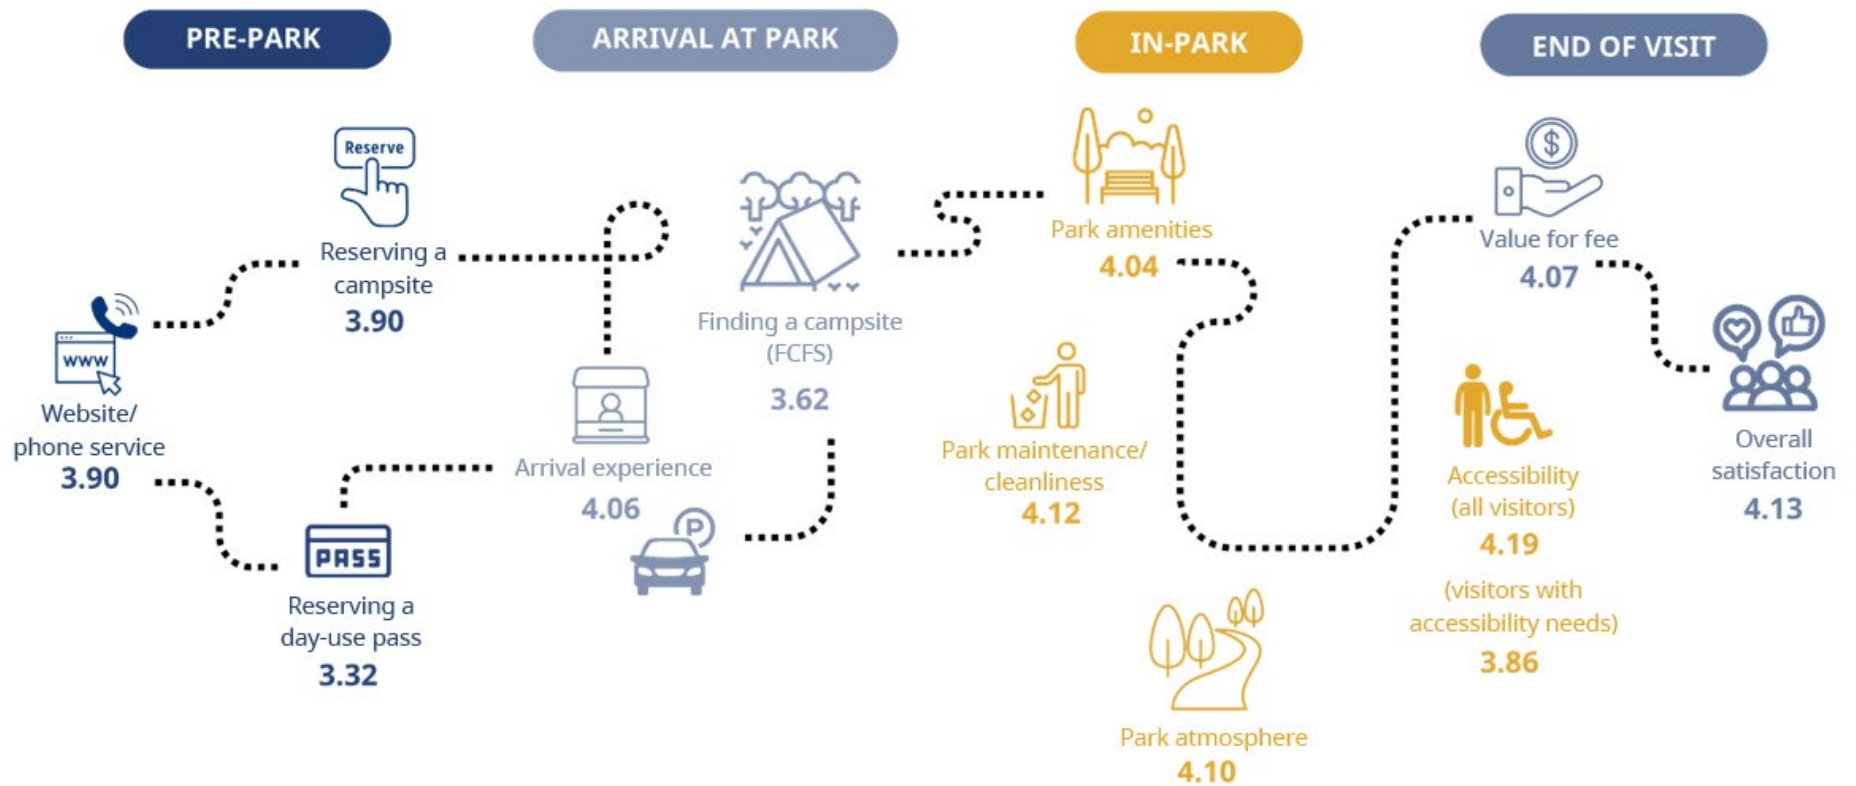 PRE-PARK
ARRIVAL AT PARK
IN-PARK
END OF VISIT
Reserve
Reserving a
campsite
3.90
www
Website/
phone service
3.90
PASS
Reserving a
day-use pass
3.32
Arrival experience
4.06
P
Finding a campsite
(FCFS)
3.62
Park amenities
4.04
Park maintenance/
cleanliness
4.12
Park atmosphere
4.10
Accessibility
(all visitors)
4.19
(visitors with
accessibility needs)
3.86
$
Value for fee
4.07
Overall
satisfaction
4.13